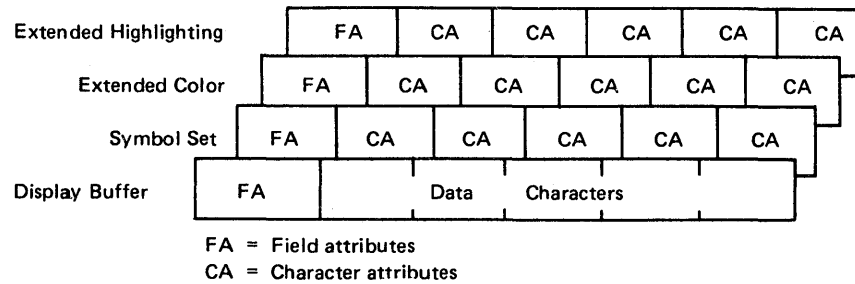 Extended Highlighting FA CA CA CA CA CA
Extended Color FA CA CA CA CA CA
Symbol Set FA CA CA CA CA CA
Display Buffer FA Data Characters
FA = Field attributes
CA = Character attributes